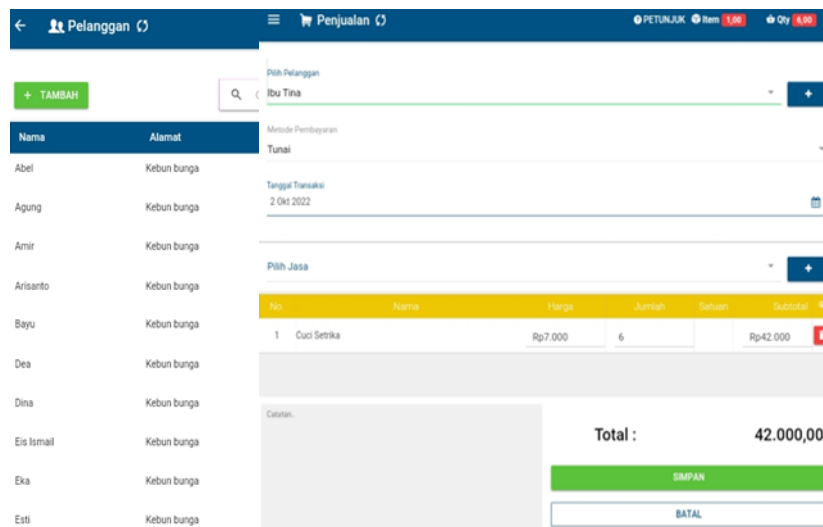 Pelanggan
+ TAMBAH
Nama Alamat
Abel Kebun bunga
Agung Kebun bunga
Amir Kebun bunga
Arisanto Kebun bunga
Bayu Kebun bunga
Dea Kebun bunga
Dina Kebun bunga
Eis Ismail Kebun bunga
Eka Kebun bunga
Esti Kebun bunga
Penjualan PETUNJUK Item 1,00 Qty 6,00
Pilih Pelanggan
Ibu Tina
Metode Pembayaran
Tunai
Tanggal Transaksi
2 Okt 2022
Pilih Jasa
No. Nama Harga Jumlah Satuan Subtotal
1 Cuci Setrika Rp7.000 6 Rp42.000
Catatan..
Total : 42.000,00
SIMPAN
BATAL